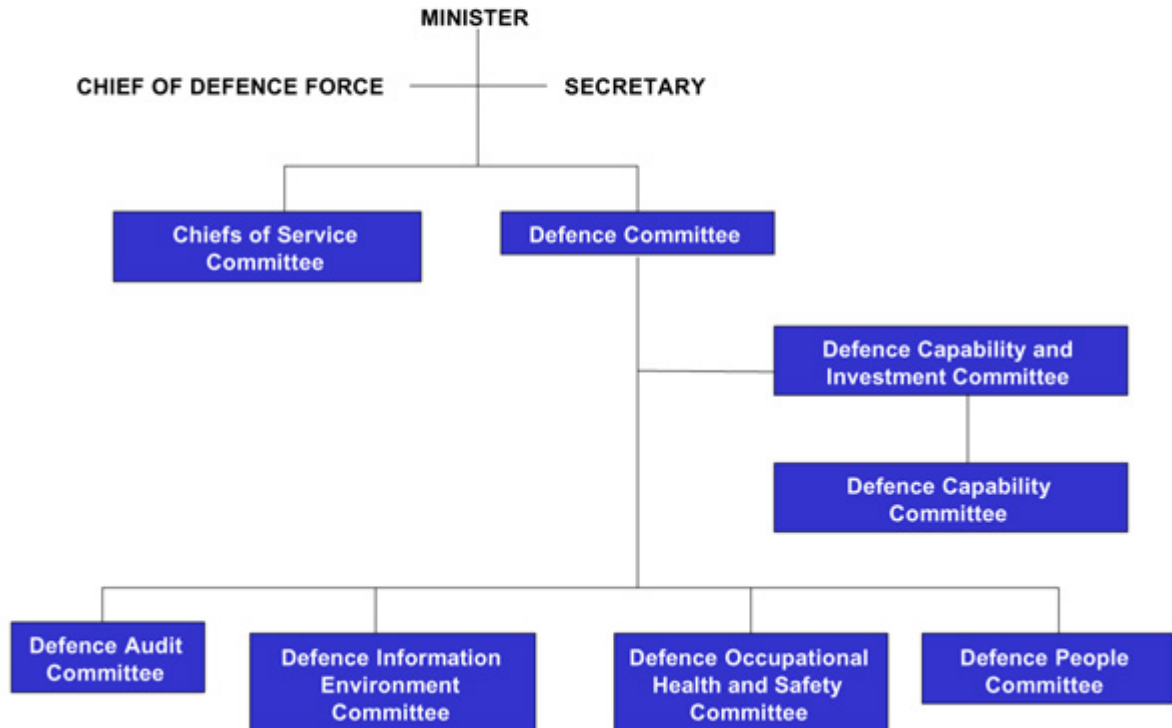 MINISTER
CHIEF OF DEFENCE FORCE
SECRETARY
Chiefs of Service
Committee
Defence Committee
Defence Capability and
Investment Committee
Defence Capability
Committee
Defence Audit
Committee
Defence Information
Environment
Committee
Defence Occupational
Health and Safety
Committee
Defence People
Committee